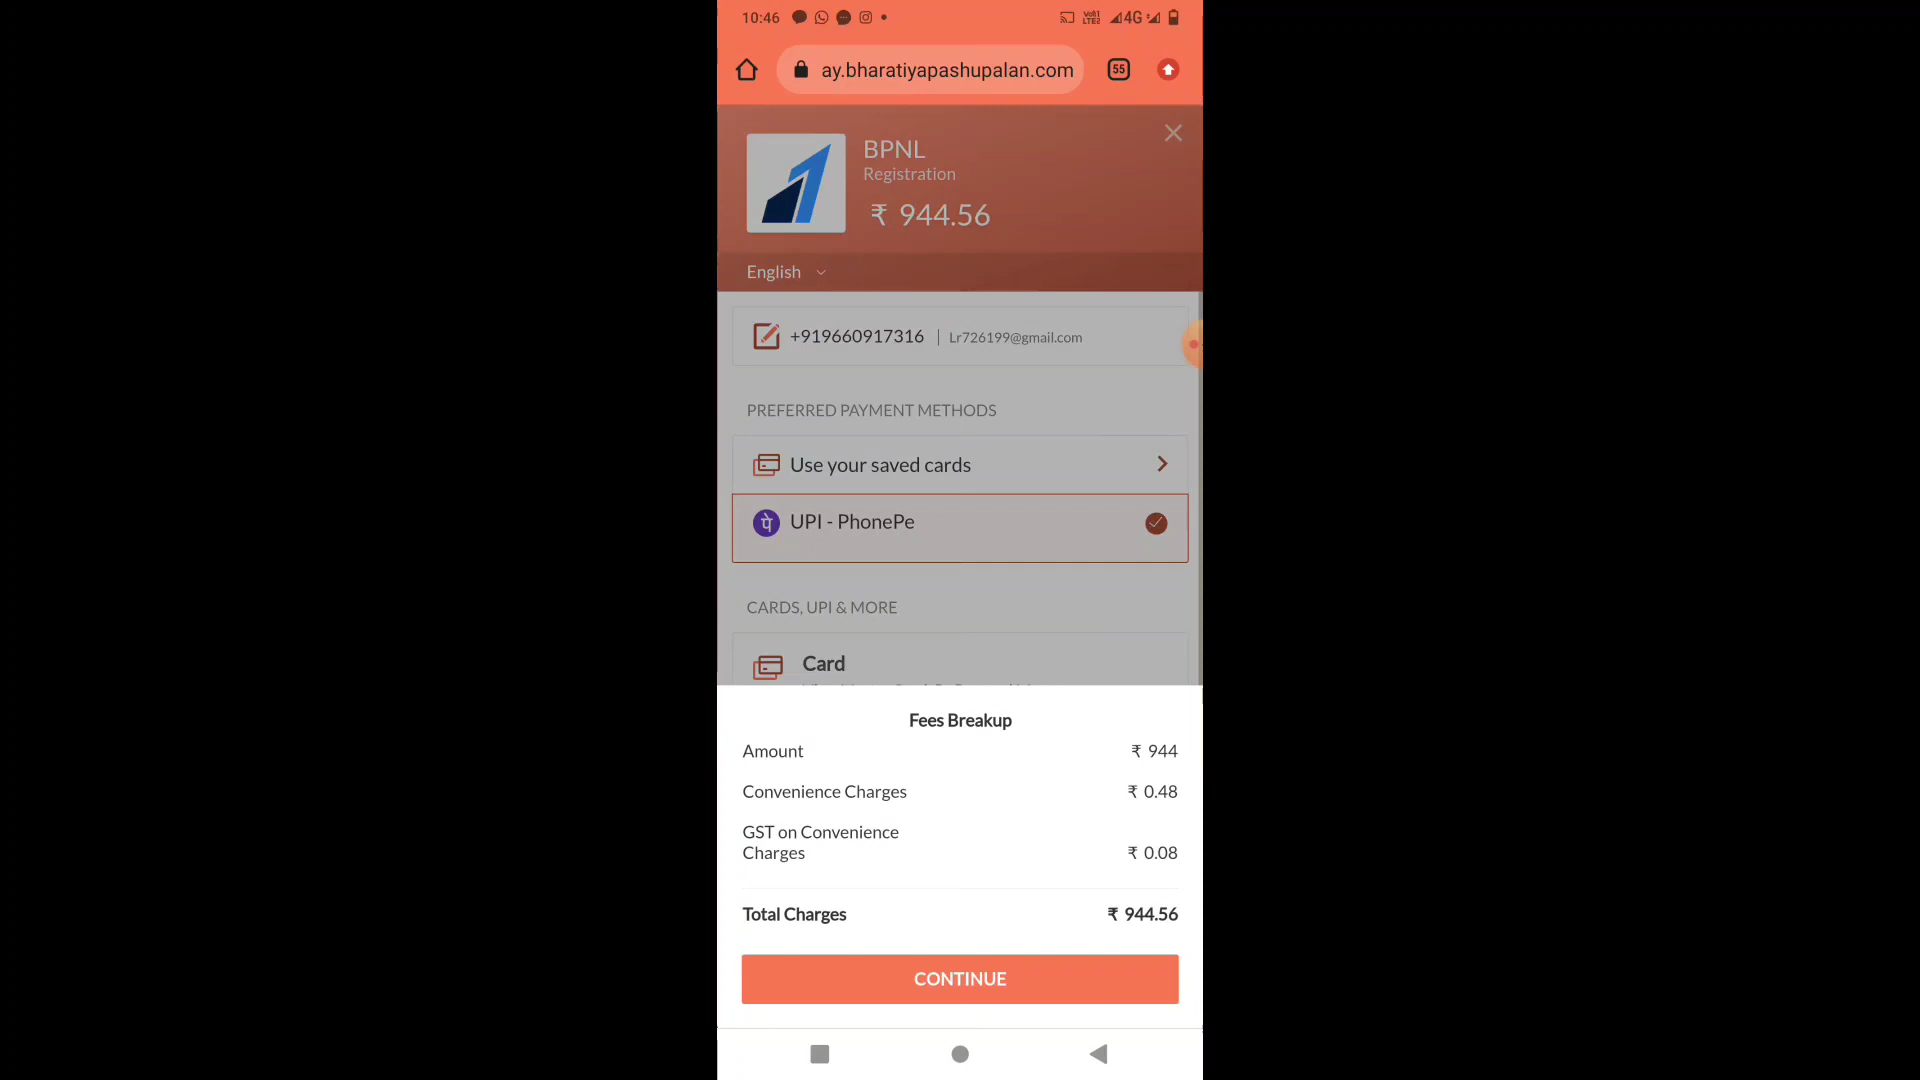 10:46
4G
55
ay.bharatiyapashupalan.com
BPNL
Registration
₹ 944.56
English
+919660917316 | Lr726199@gmail.com
PREFERRED PAYMENT METHODS
Use your saved cards
पे UPI - PhonePe
CARDS, UPI & MORE
Card
Fees Breakup
Amount ₹ 944
Convenience Charges ₹ 0.48
GST on Convenience
Charges ₹ 0.08
Total Charges ₹ 944.56
CONTINUE